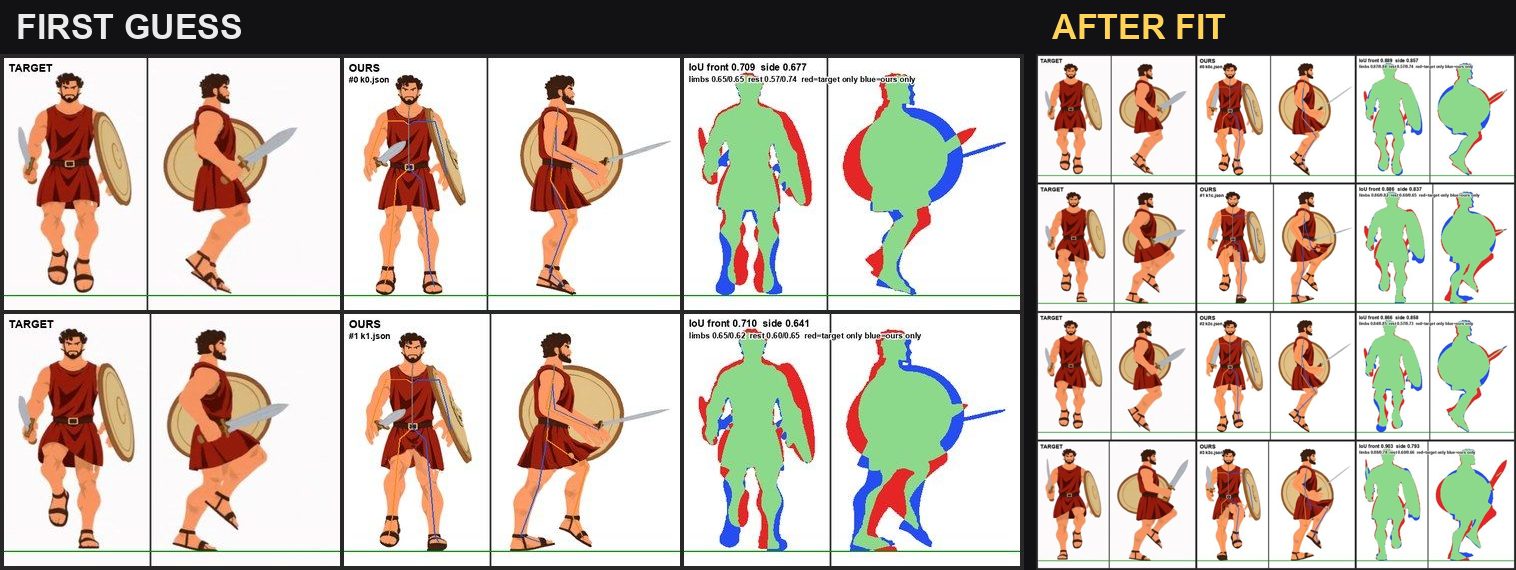 FIRST GUESS
AFTER FIT
TARGET
OURS
#0 k0.json
IoU front 0.709 side 0.677
limbs 0.65/0.65 rest 0.57/0.74 red=target only blue=ours only
TARGET
OURS
#1 k1.json
IoU front 0.710 side 0.641
limbs 0.65/0.62 rest 0.60/0.65 red=target only blue=ours only
TARGET
OURS
IoU front 0.889 side 0.857
TARGET
OURS
IoU front 0.886 side 0.837
TARGET
OURS
IoU front 0.866 side 0.858
TARGET
OURS
IoU front 0.903 side 0.793